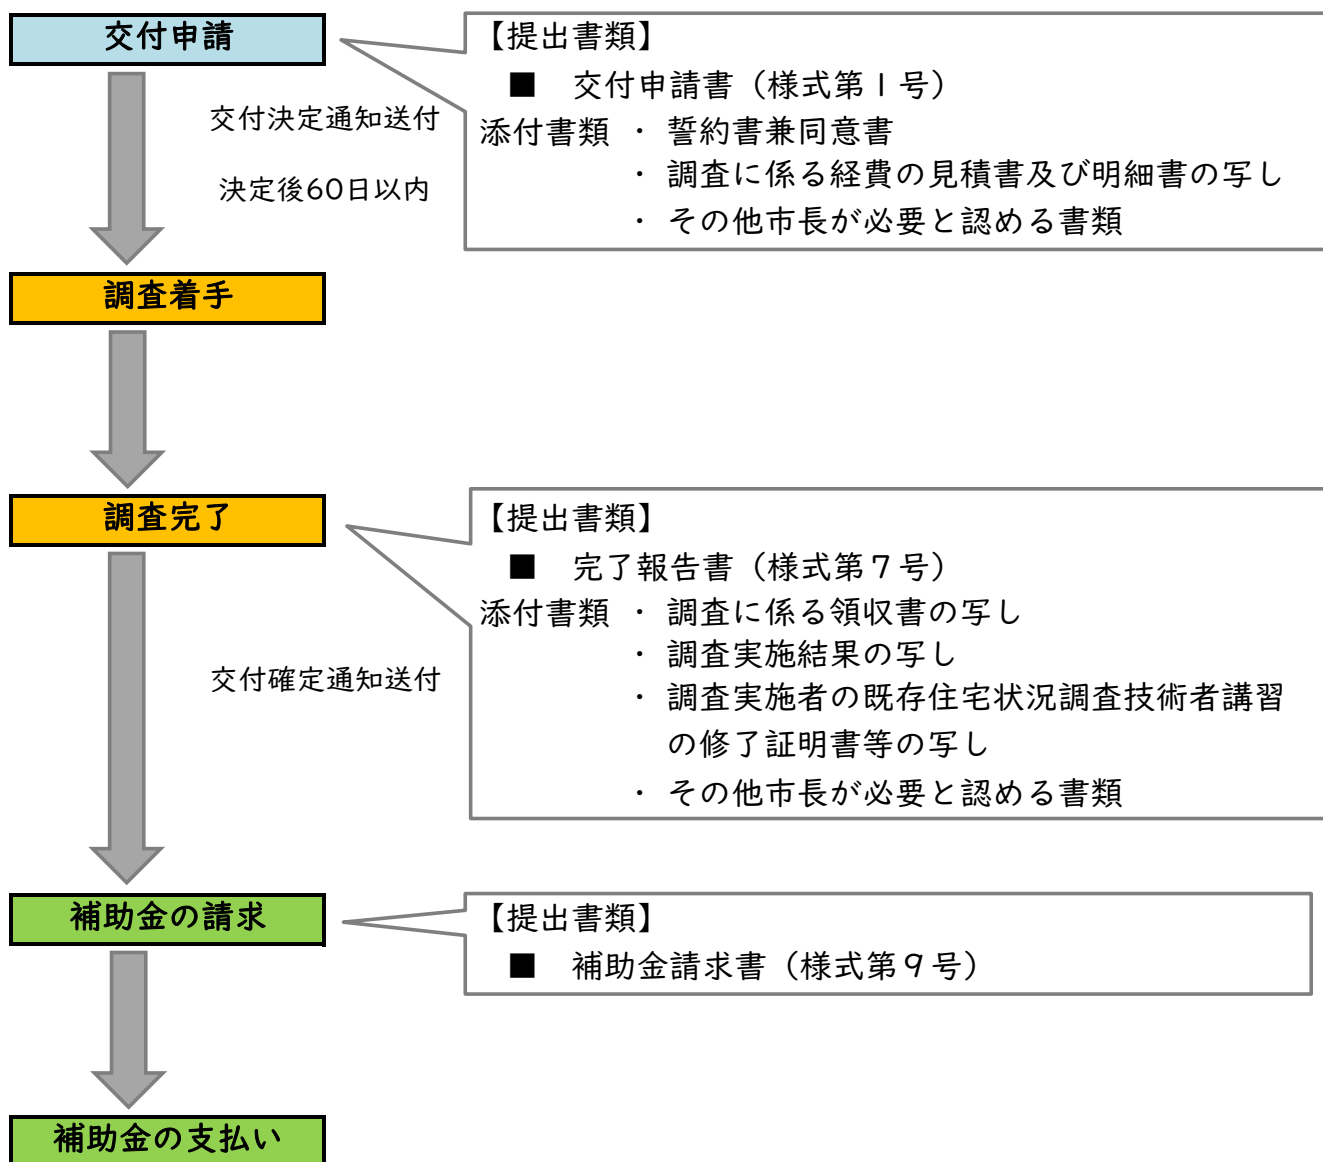 交付申請
【提出書類】
■ 交付申請書（様式第１号）
添付書類 ・ 誓約書兼同意書
・ 調査に係る経費の見積書及び明細書の写し
・ その他市長が必要と認める書類
交付決定通知送付
決定後60日以内
調査着手
調査完了
【提出書類】
■ 完了報告書（様式第７号）
添付書類 ・ 調査に係る領収書の写し
・ 調査実施結果の写し
・ 調査実施者の既存住宅状況調査技術者講習
の修了証明書等の写し
・ その他市長が必要と認める書類
交付確定通知送付
補助金の請求
【提出書類】
■ 補助金請求書（様式第９号）
補助金の支払い